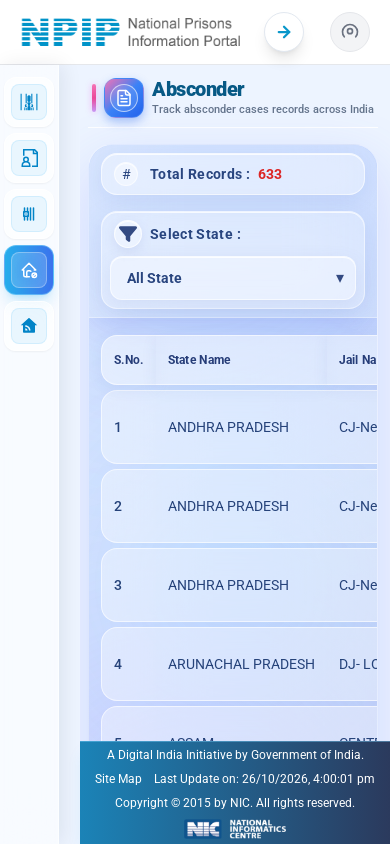 NPIP National Prisons
Information Portal
Absconder
Track absconder cases records across India
# Total Records : 633
Select State :
All State
S.No. State Name Jail Na
1 ANDHRA PRADESH CJ-Ne
2 ANDHRA PRADESH CJ-Ne
3 ANDHRA PRADESH CJ-Ne
4 ARUNACHAL PRADESH DJ- LO
A Digital India Initiative by Government of India.
Site Map Last Update on: 26/10/2026, 4:00:01 pm
Copyright © 2015 by NIC. All rights reserved.
NIC NATIONAL
INFORMATICS
CENTRE